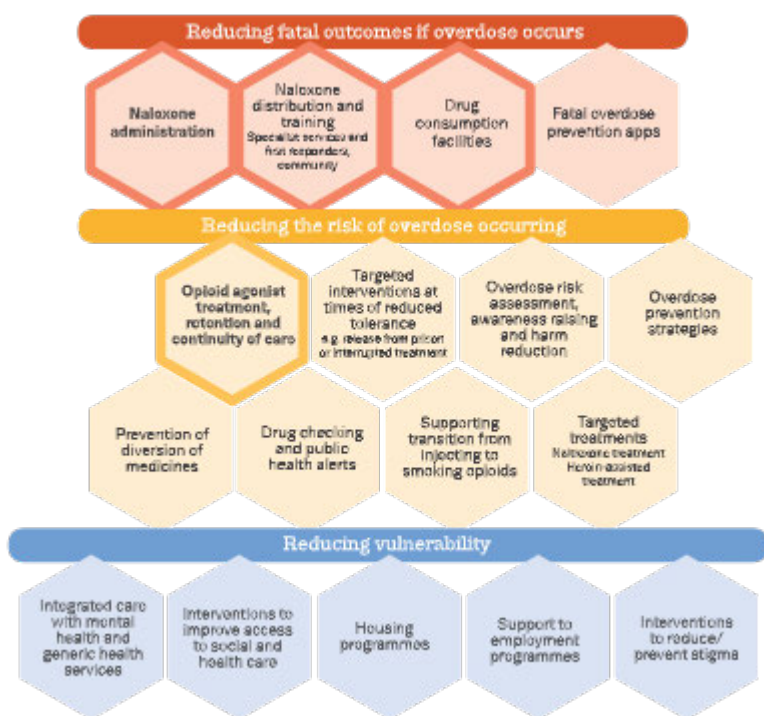 Reducing fatal outcomes if overdose occurs
Naloxone
administration
Naloxone
distribution and
training
Specialist services and
first responders,
community
Drug
consumption
facilities
Fatal overdose
prevention apps
Reducing the risk of overdose occurring
Opioid agonist
treatment,
retention and
continuity of care
Targeted
interventions at
times of reduced
tolerance
e.g. release from prison
or interrupted treatment
Overdose risk
assessment,
awareness raising
and harm
reduction
Overdose
prevention
strategies
Prevention of
diversion of
medicines
Drug checking
and public
health alerts
Supporting
transition from
injecting to
smoking opioids
Targeted
treatments
Naltrexone treatment
Heroin-assisted
treatment
Reducing vulnerability
Integrated care
with mental
health and
generic health
services
Interventions to
improve access
to social and
health care
Housing
programmes
Support to
employment
programmes
Interventions
to reduce/
prevent stigma